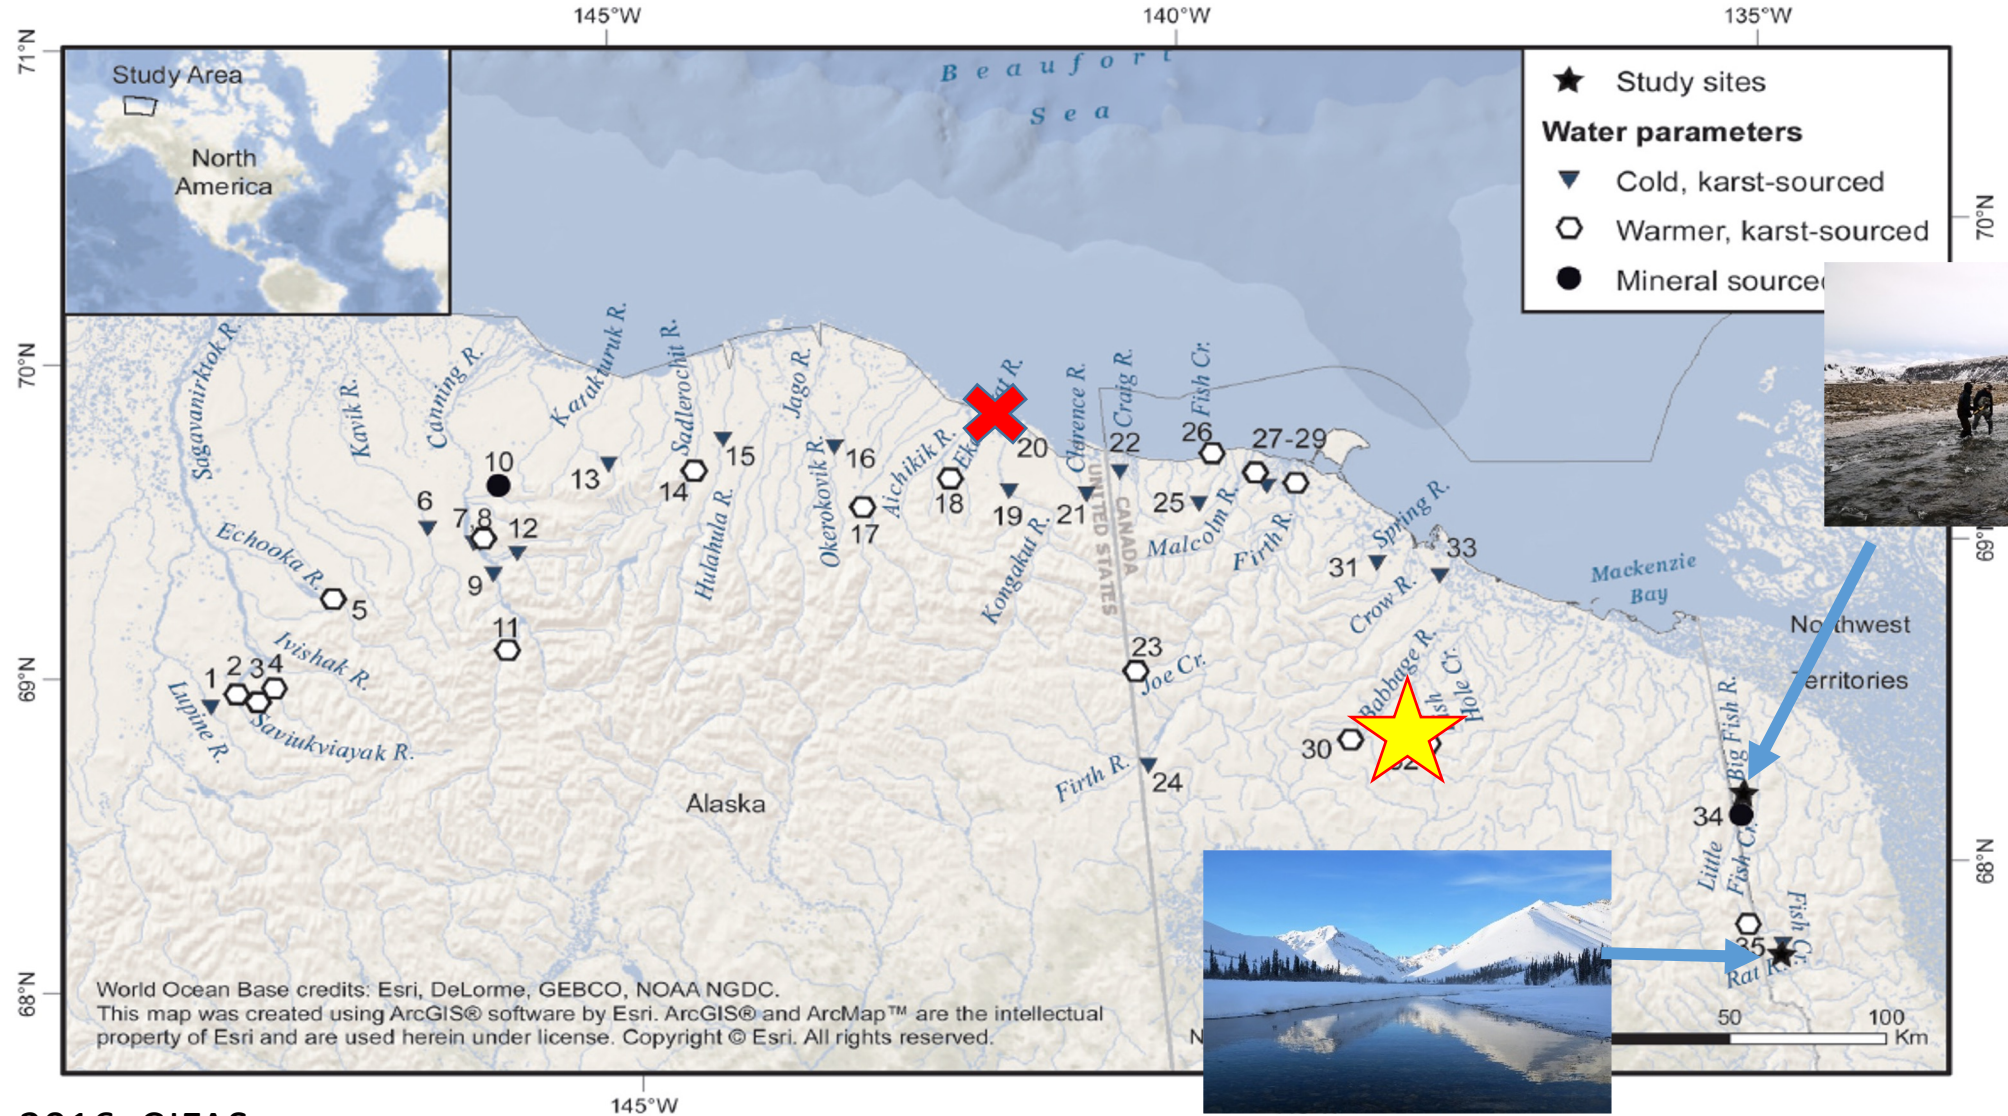 145°W
140°W
135°W
71°N
70°N
69°N
68°N
70°N
68°N
145°W
Study Area
North
America
Beaufort
Sea
Study sites
Water parameters
Cold, karst-sourced
Warmer, karst-sourced
Mineral
Sagavanirktok R.
Kavik R.
Canning R.
Katakturuk R.
Sadlerochit R.
Hulahula R.
Jago R.
Okerokovik R.
Aichikik R.
Kongakut R.
Clarence R.
Craig R.
Fish Cr.
Malcolm R.
Firth R.
Spring R.
Crow R.
Babbage R.
Hole Cr.
Joe Cr.
Firth R.
Echooka R.
Ivishak R.
Saviukviayak R.
Lupine R.
Big Fish R.
Little
Fish Cr.
Fish Cr.
Rat R.
UNITED STATES
CANADA
Mackenzie
Bay
Northwest
Territories
Alaska
1
2
3
4
5
6
7
8
9
10
11
12
13
14
15
16
17
18
19
20
21
22
23
24
25
26
27-29
30
31
33
34
35
World Ocean Base credits: Esri, DeLorme, GEBCO, NOAA NGDC.
This map was created using ArcGIS® software by Esri. ArcGIS® and ArcMap™ are the intellectual
property of Esri and are used herein under license. Copyright © Esri. All rights reserved.
50
100
Km